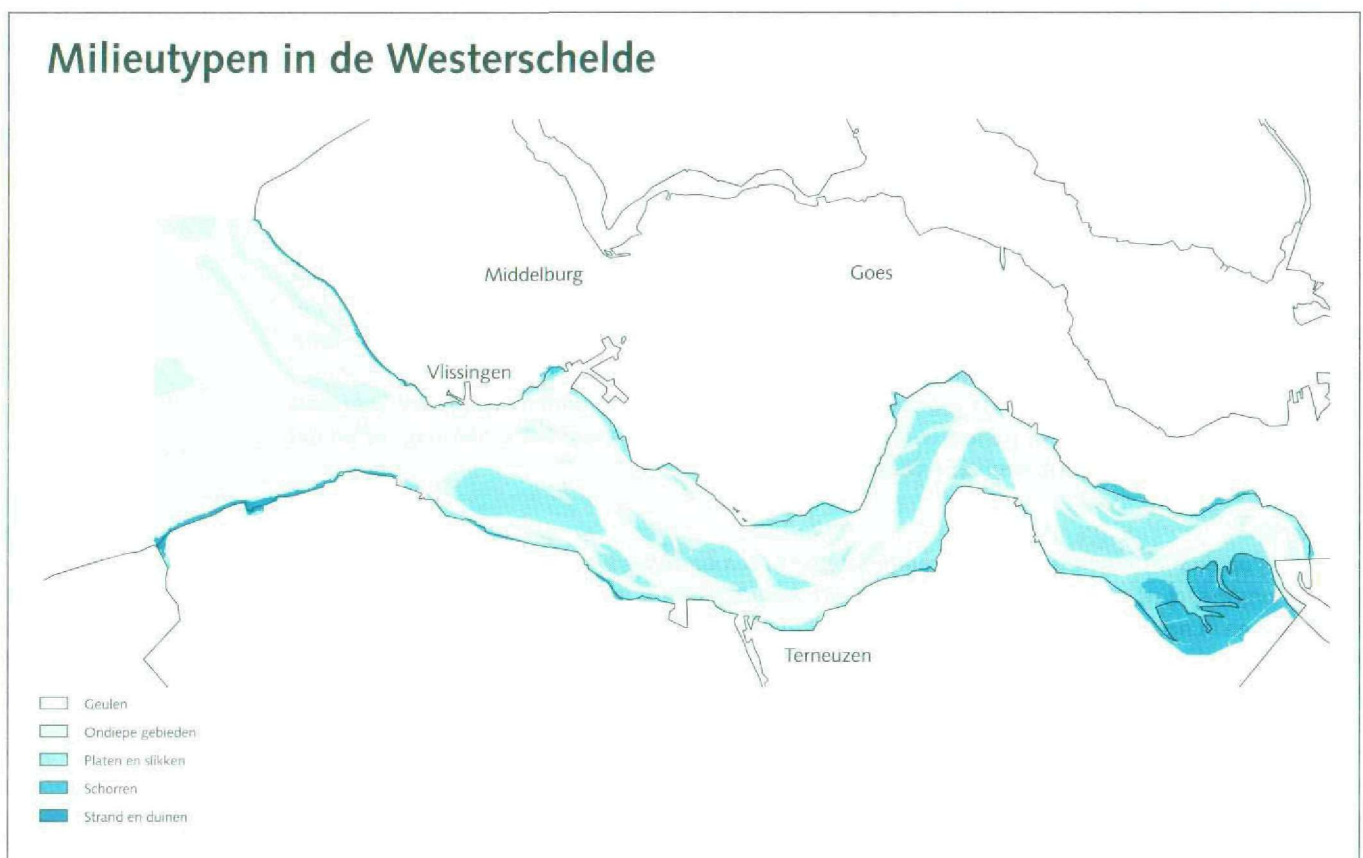 Milieutypen in de Westerschelde
Middelburg
Goes
Vlissingen
Terneuzen
Geulen
Ondiepe gebieden
Platen en slikken
Schorren
Strand en duinen